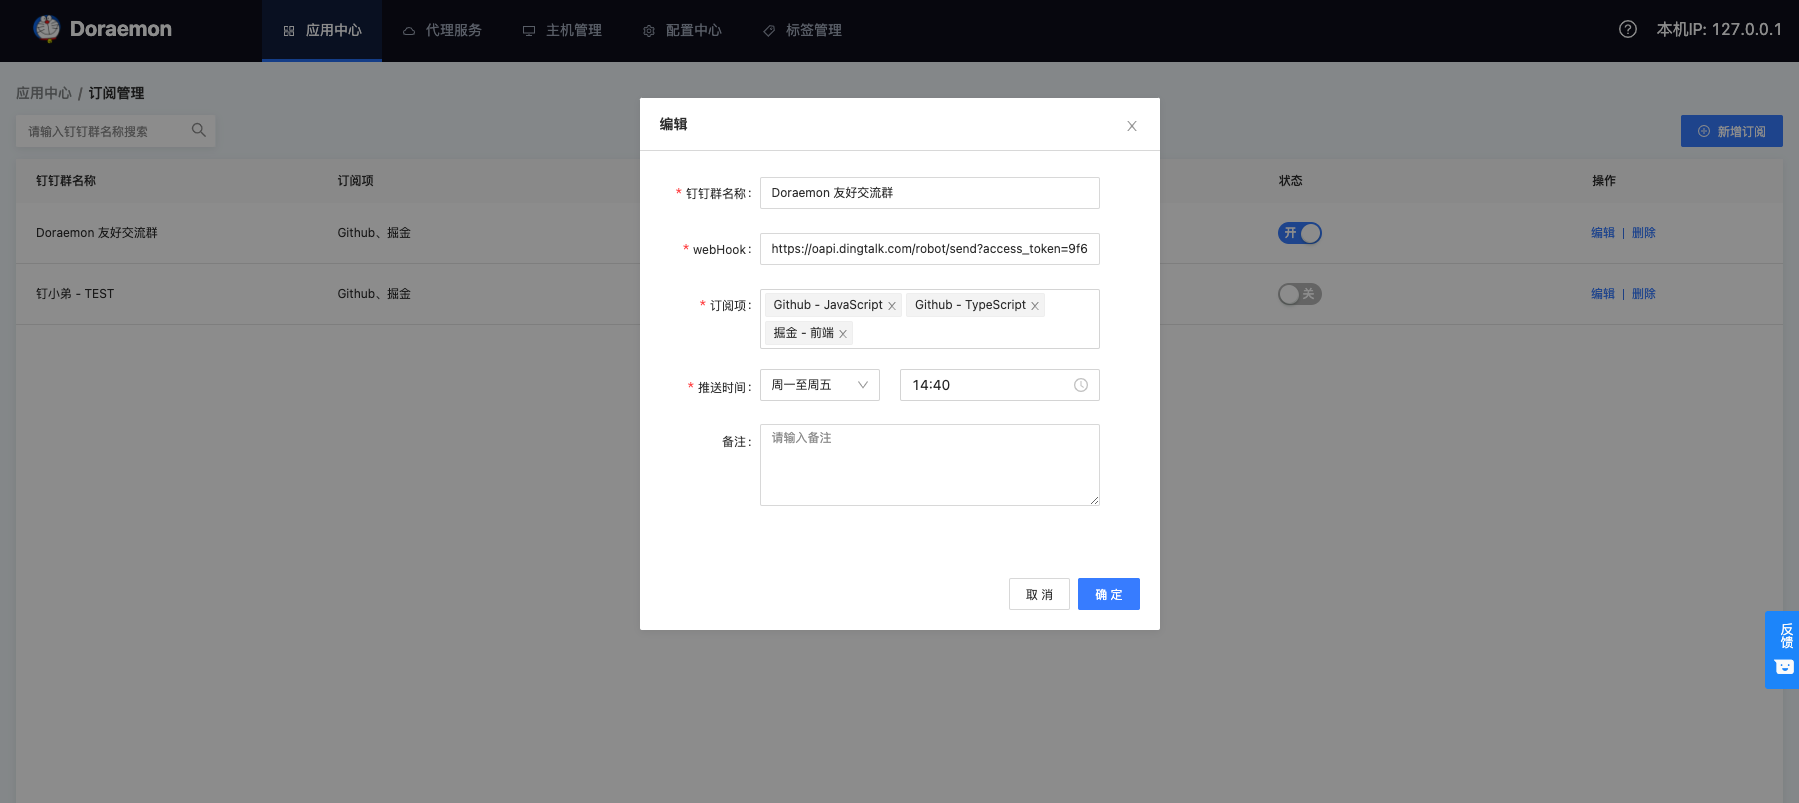 Doraemon
应用中心
代理服务
主机管理
配置中心
标签管理
本机IP: 127.0.0.1
应用中心 / 订阅管理
请输入钉钉群名称搜索
新增订阅
钉钉群名称 订阅项 状态 操作
Doraemon 友好交流群 Github、掘金 开 编辑 | 删除
钉小弟 - TEST Github、掘金 关 编辑 | 删除
编辑
* 钉钉群名称: Doraemon 友好交流群
* webHook: https://oapi.dingtalk.com/robot/send?access_token=9f6
* 订阅项: Github - JavaScript Github - TypeScript
掘金 - 前端
* 推送时间: 周一至周五 14:40
备注: 请输入备注
取 消 确 定
反馈